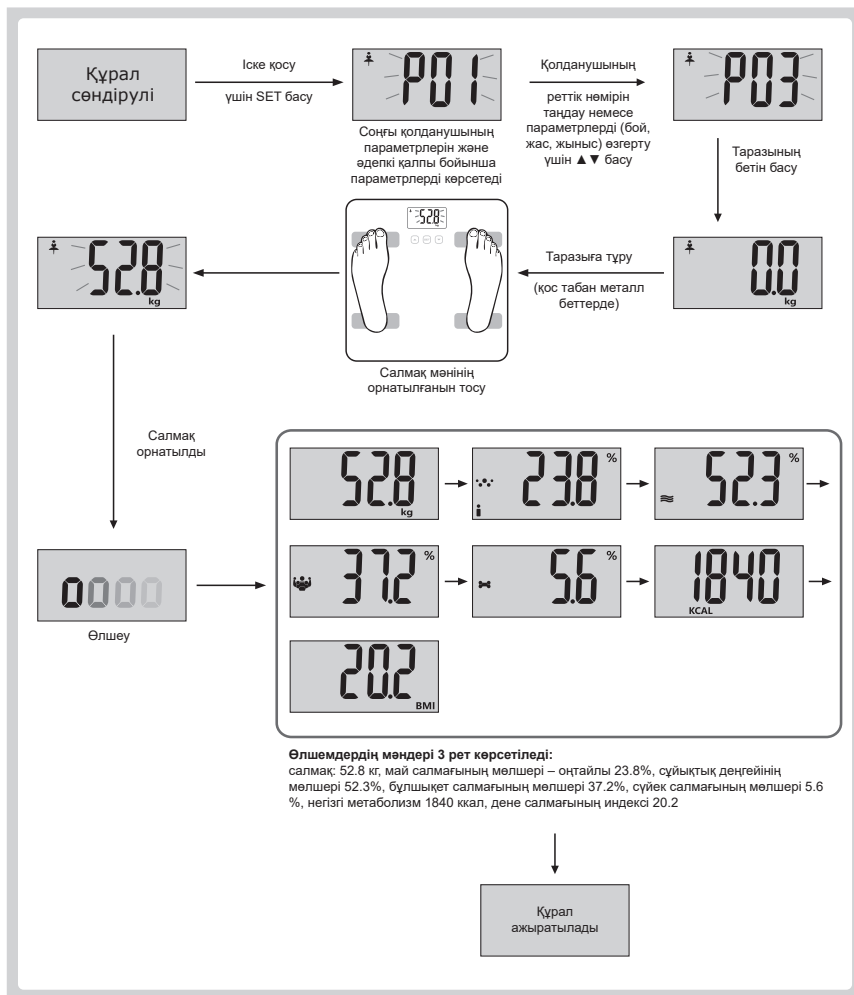 Құрал
сөндірулі
Іске қосу
үшін SET басу
P01
Соңғы қолданушының
параметрлерін және
әдепкі қалпы бойынша
параметрлерді көрсетеді
Қолданушының
реттік нөмірін
таңдау немесе
параметрлерді (бой,
жас, жыныс) өзгерту
үшін ▲▼ басу
P03
Таразының
бетін басу
0.0
kg
Таразыға тұру
(қос табан металл
беттерде)
52.8
Салмақ мәнінің
орнатылғанын тосу
52.8
kg
Салмақ
орнатылды
oooo
Өлшеу
52.8
kg
23.8 %
52.3 %
37.2 %
5.6 %
1840
KCAL
20.2
BMI
Өлшемдердің мәндері 3 рет көрсетіледі:
салмақ: 52.8 кг, май салмағының мөлшері – оңтайлы 23.8%, сұйықтық деңгейінің
мөлшері 52.3%, бұлшықет салмағының мөлшері 37.2%, сүйек салмағының мөлшері 5.6
%, негізгі метаболизм 1840 ккал, дене салмағының индексі 20.2
Құрал
ажыратылады